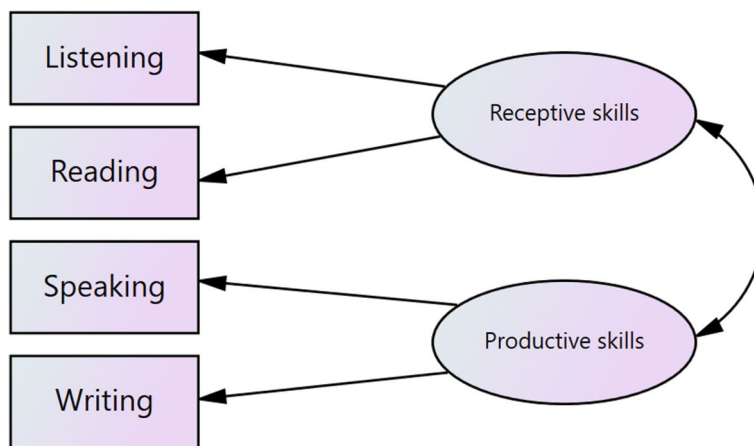 Listening
Receptive skills
Reading
Speaking
Productive skills
Writing